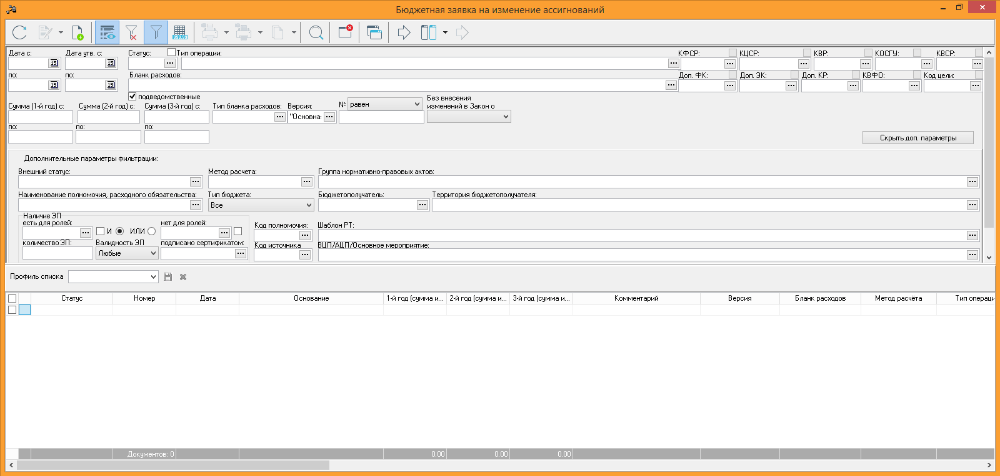 Бюджетная заявка на изменение ассигнований
Дата с: Дата утв. с: Статус: Тип операции: КФСР: КЦСР: КВР: КОСГУ: КВСР:
15 15
по: по: Бланк расходов: Доп. ФК: Доп. ЭК: Доп. КР: КВФО: Код цели:
15 15
подведомственные
Сумма (1-й год) с: Сумма (2-й год) с: Сумма (3-й год) с: Тип бланка расходов: Версия: № равен Без внесения
изменений в Закон о
"Основна
по: по: по:
Скрыть доп. параметры
Дополнительные параметры фильтрации:
Внешний статус: Метод расчета: Группа нормативно-правовых актов:
Наименование полномочия, расходного обязательства: Тип бюджета: Бюджетополучатель: Территория бюджетополучателя:
Все
Наличие ЭП
есть для ролей: нет для ролей: Код полномочия: Шаблон РТ:
И ИЛИ
количество ЭП: Валидность ЭП подписано сертификатом: Код источника ВЦП/АЦП/Основное мероприятие:
Любые
Профиль списка
Статус Номер Дата Основание 1-й год (сумма и... 2-й год (сумма и... 3-й год (сумма и... Комментарий Версия Бланк расходов Метод расчёта Тип операци
Документов: 0 0.00 0.00 0.00